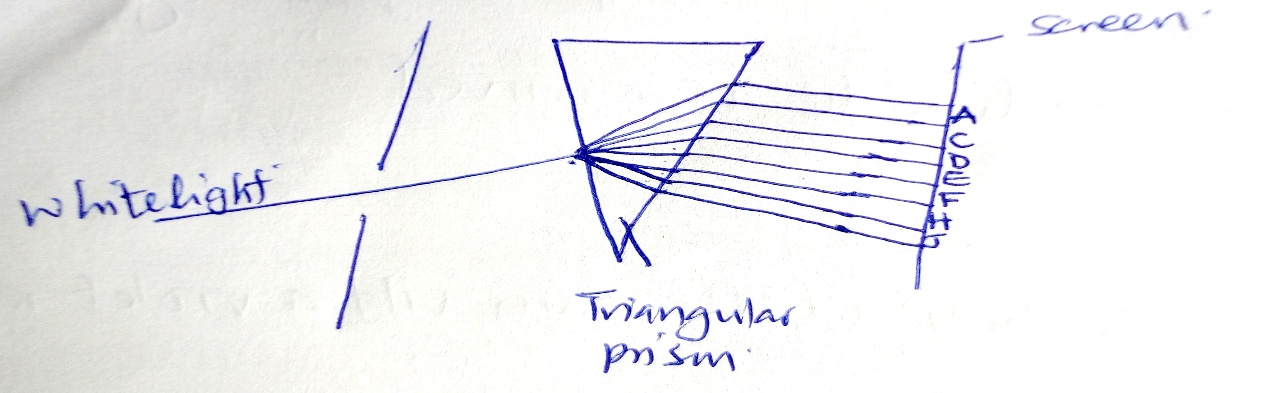 screen.
A
C
D
E
F
H
G
Whitelight
Triangular
prism.